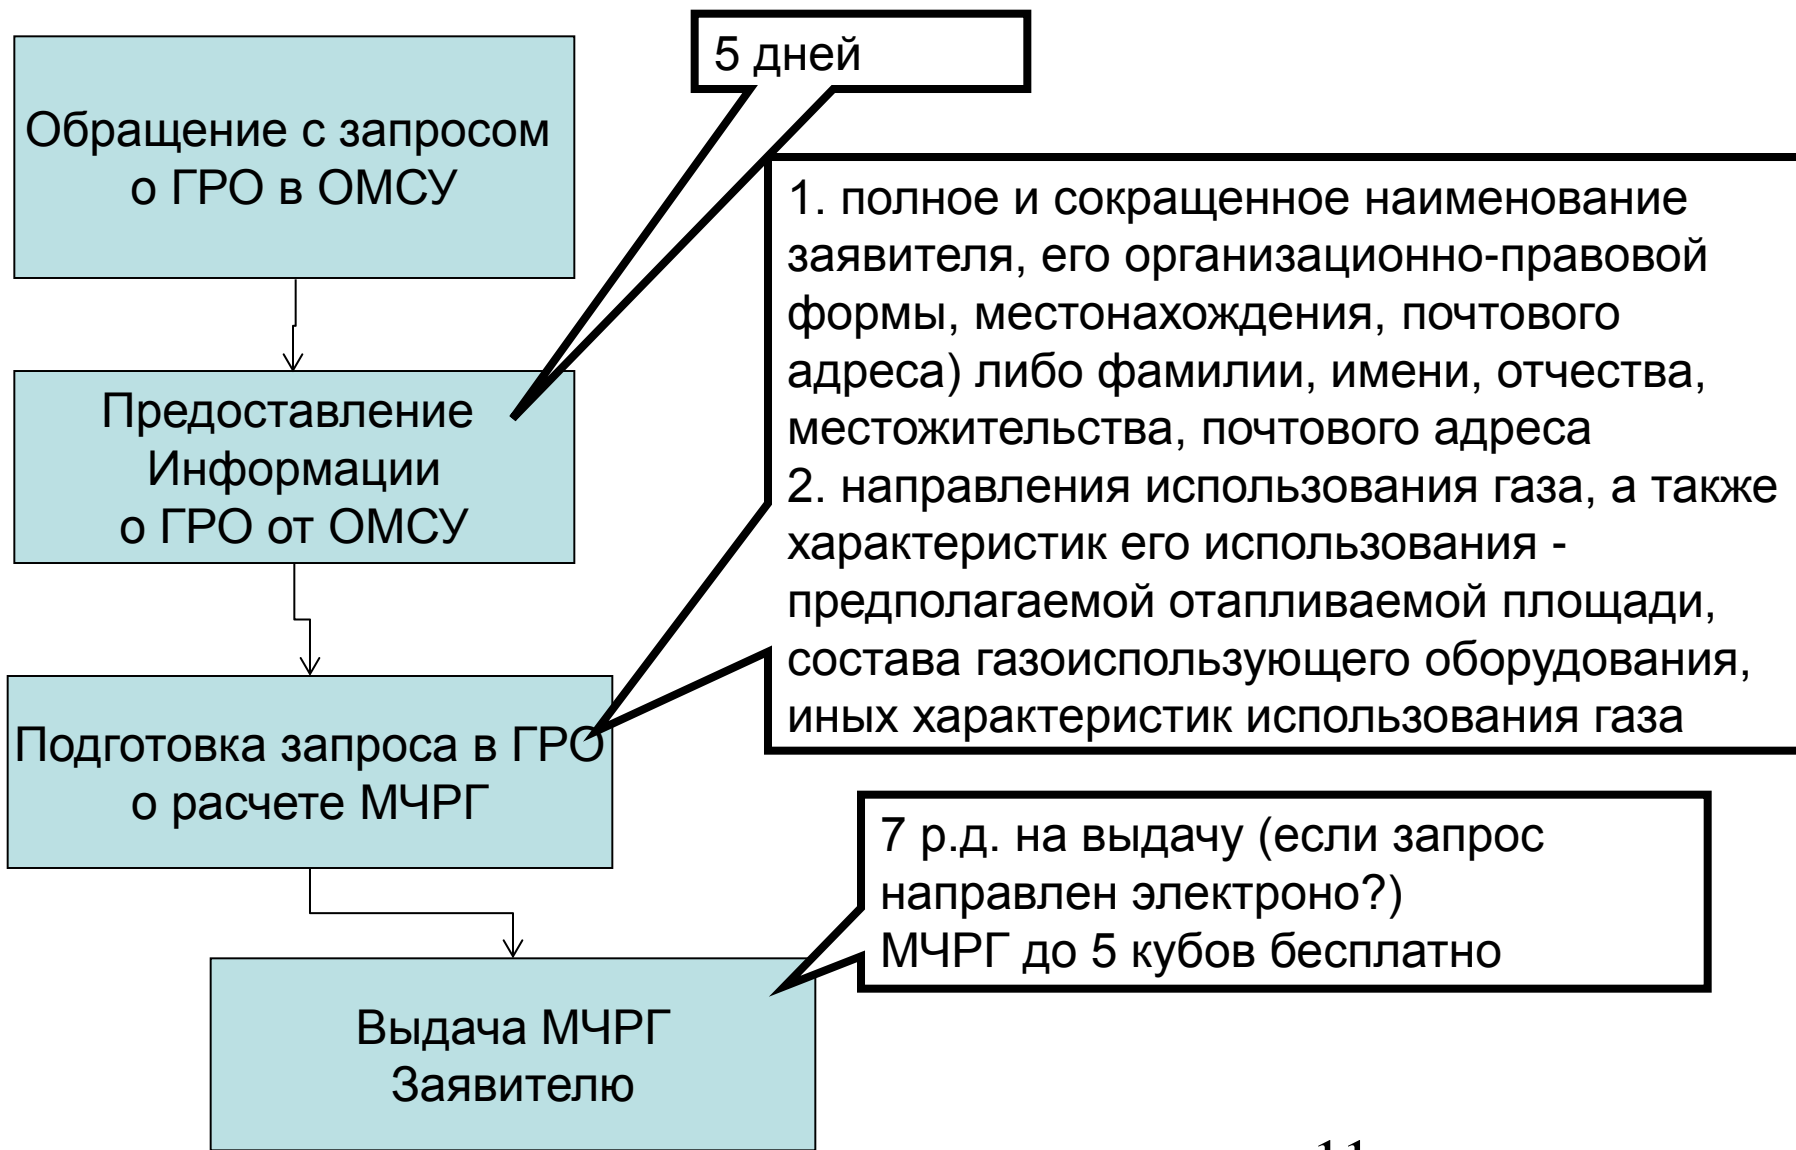 5 дней
Обращение с запросом
о ГРО в ОМСУ
1. полное и сокращенное наименование
заявителя, его организационно-правовой
формы, местонахождения, почтового
адреса) либо фамилии, имени, отчества,
местожительства, почтового адреса
2. направления использования газа, а также
характеристик его использования -
предполагаемой отапливаемой площади,
состава газоиспользующего оборудования,
иных характеристик использования газа
Предоставление
Информации
о ГРО от ОМСУ
Подготовка запроса в ГРО
о расчете МЧРГ
7 р.д. на выдачу (если запрос
направлен электроно?)
МЧРГ до 5 кубов бесплатно
Выдача МЧРГ
Заявителю
11